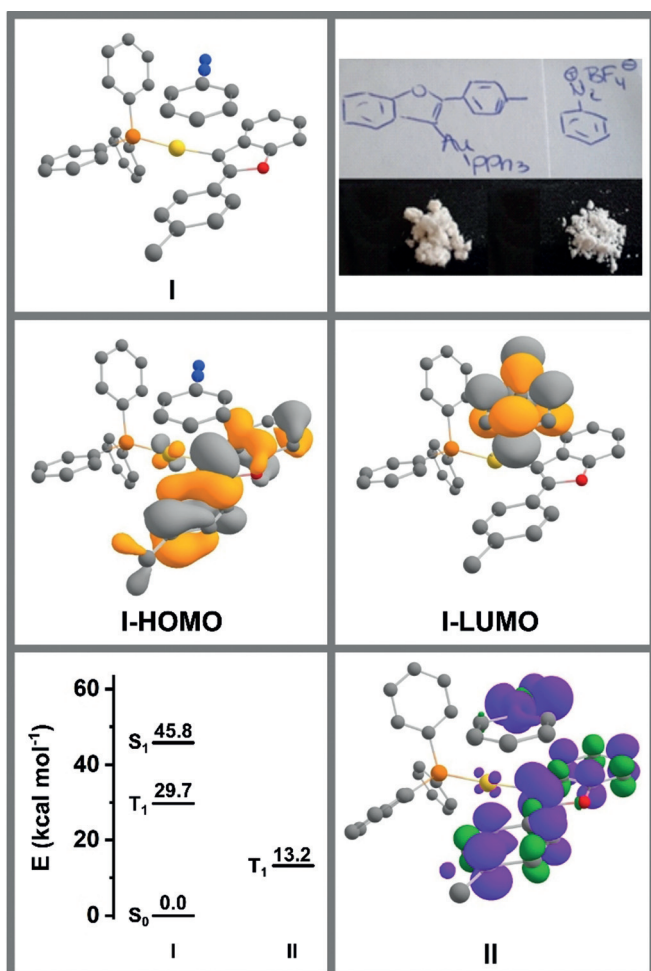 I
O
BF4
⊕ ⊖
N2
Au
PPh3
I-HOMO
I-LUMO
E (kcal mol⁻¹)
60
40
20
0
S₁ 45.8
T₁ 29.7
S₀ 0.0
T₁ 13.2
I
II
II